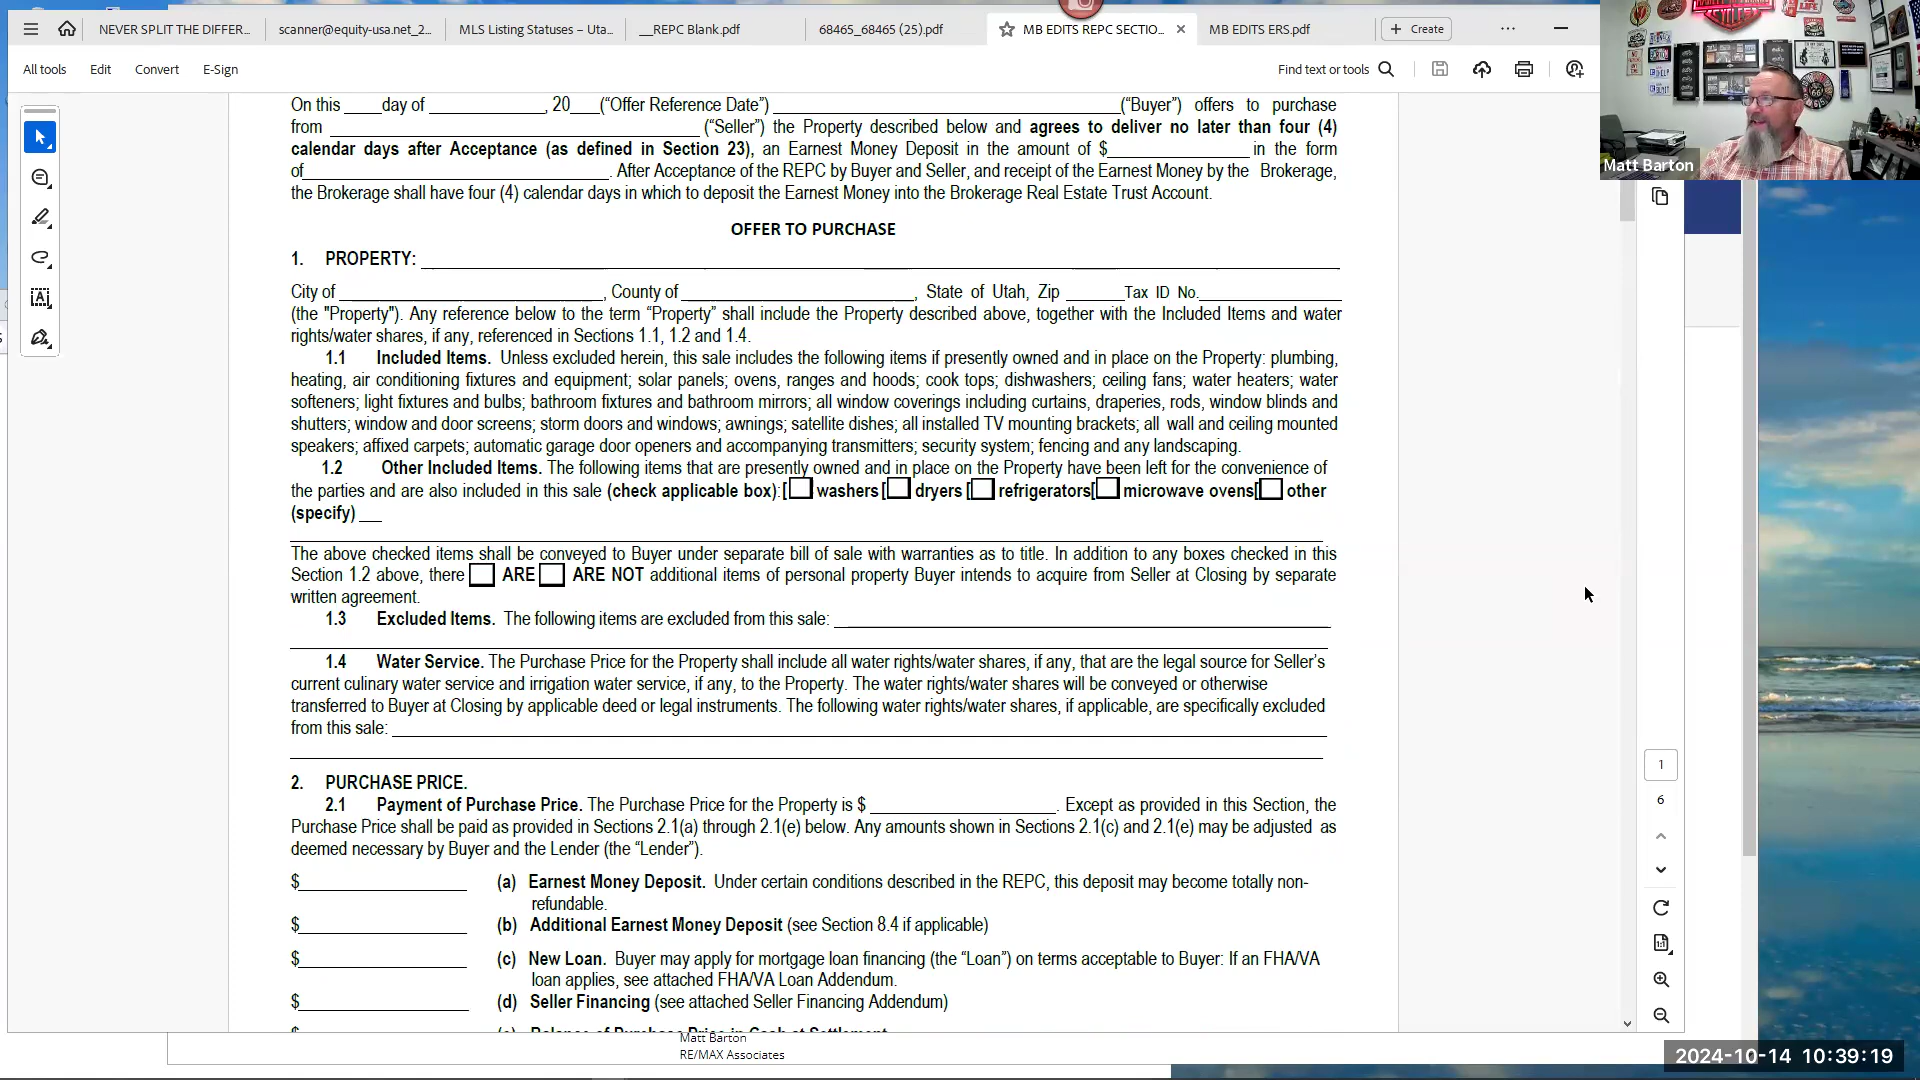 NEVER SPLIT THE DIFFER...
scanner@equity-usa.net_2...
MLS Listing Statuses – Uta...
__REPC Blank.pdf
68465_68465 (25).pdf
MB EDITS REPC SECTIO...
MB EDITS ERS.pdf
Create
All tools
Edit
Convert
E-Sign
Find text or tools
Matt Barton
On this ____day of ____________, 20___(“Offer Reference Date”) ____________________________________(“Buyer”) offers to purchase
from ______________________________________ (“Seller”) the Property described below and agrees to deliver no later than four (4)
calendar days after Acceptance (as defined in Section 23), an Earnest Money Deposit in the amount of $_______________ in the form
of________________________________. After Acceptance of the REPC by Buyer and Seller, and receipt of the Earnest Money by the Brokerage,
the Brokerage shall have four (4) calendar days in which to deposit the Earnest Money into the Brokerage Real Estate Trust Account.
OFFER TO PURCHASE
1. PROPERTY: ____________________________________________________________
City of ____________________________, County of_________________________, State of Utah, Zip ______Tax ID No._______________
(the "Property"). Any reference below to the term “Property” shall include the Property described above, together with the Included Items and water
rights/water shares, if any, referenced in Sections 1.1, 1.2 and 1.4.
1.1 Included Items. Unless excluded herein, this sale includes the following items if presently owned and in place on the Property: plumbing,
heating, air conditioning fixtures and equipment; solar panels; ovens, ranges and hoods; cook tops; dishwashers; ceiling fans; water heaters; water
softeners; light fixtures and bulbs; bathroom fixtures and bathroom mirrors; all window coverings including curtains, draperies, rods, window blinds and
shutters; window and door screens; storm doors and windows; awnings; satellite dishes; all installed TV mounting brackets; all wall and ceiling mounted
speakers; affixed carpets; automatic garage door openers and accompanying transmitters; security system; fencing and any landscaping.
1.2 Other Included Items. The following items that are presently owned and in place on the Property have been left for the convenience of
the parties and are also included in this sale (check applicable box):[ washers[ dryers [ refrigerators[ microwave ovens[ other
(specify) ___
The above checked items shall be conveyed to Buyer under separate bill of sale with warranties as to title. In addition to any boxes checked in this
Section 1.2 above, there ARE ARE NOT additional items of personal property Buyer intends to acquire from Seller at Closing by separate
written agreement.
1.3 Excluded Items. The following items are excluded from this sale: ______________________________
1.4 Water Service. The Purchase Price for the Property shall include all water rights/water shares, if any, that are the legal source for Seller’s
current culinary water service and irrigation water service, if any, to the Property. The water rights/water shares will be conveyed or otherwise
transferred to Buyer at Closing by applicable deed or legal instruments. The following water rights/water shares, if applicable, are specifically excluded
from this sale: ____________________________________________________________
2. PURCHASE PRICE.
2.1 Payment of Purchase Price. The Purchase Price for the Property is $ ____________________. Except as provided in this Section, the
Purchase Price shall be paid as provided in Sections 2.1(a) through 2.1(e) below. Any amounts shown in Sections 2.1(c) and 2.1(e) may be adjusted as
deemed necessary by Buyer and the Lender (the “Lender”).
$__________________ (a) Earnest Money Deposit. Under certain conditions described in the REPC, this deposit may become totally non-
refundable.
$__________________ (b) Additional Earnest Money Deposit (see Section 8.4 if applicable)
$__________________ (c) New Loan. Buyer may apply for mortgage loan financing (the “Loan”) on terms acceptable to Buyer: If an FHA/VA
loan applies, see attached FHA/VA Loan Addendum.
$__________________ (d) Seller Financing (see attached Seller Financing Addendum)
1
6
Matt Barton
RE/MAX Associates
2024-10-14 10:39:19